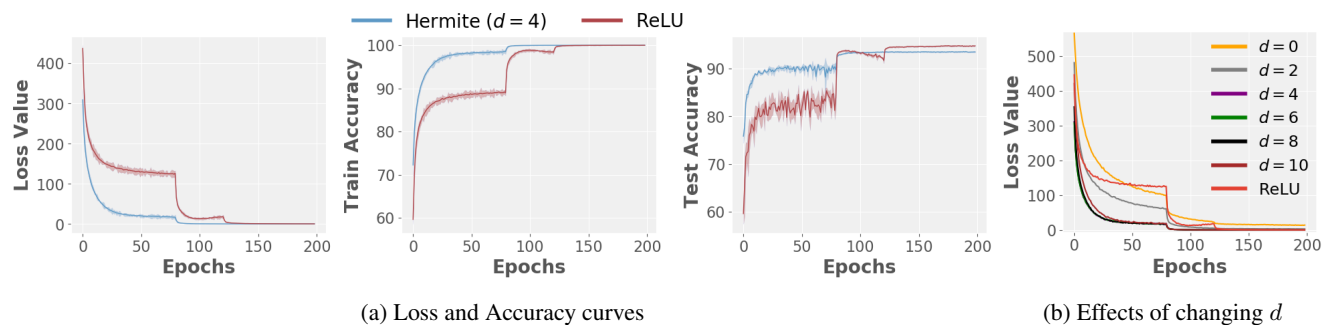 Hermite (d = 4) ReLU
Loss Value
400
300
200
100
0
0 50 100 150 200
Epochs
Train Accuracy
100
90
80
70
60
0 50 100 150 200
Epochs
Test Accuracy
90
80
70
60
0 50 100 150 200
Epochs
(a) Loss and Accuracy curves
Loss Value
500
400
300
200
100
0
0 50 100 150 200
Epochs
d = 0
d = 2
d = 4
d = 6
d = 8
d = 10
ReLU
(b) Effects of changing d